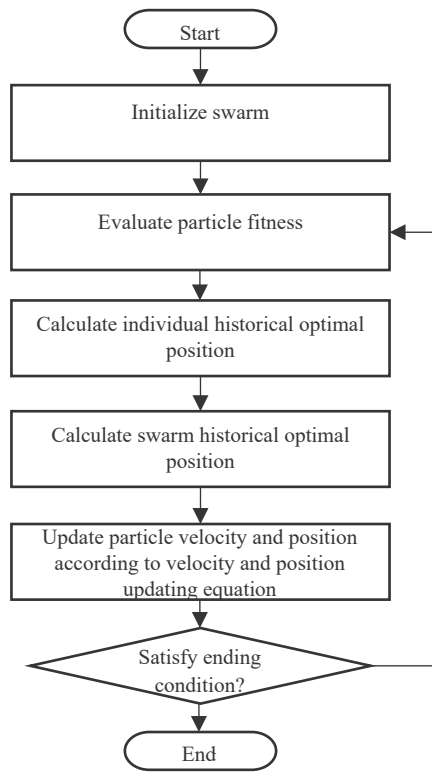 Start
Initialize swarm
Evaluate particle fitness
Calculate individual historical optimal
position
Calculate swarm historical optimal
position
Update particle velocity and position
according to velocity and position
updating equation
Satisfy ending
condition?
End